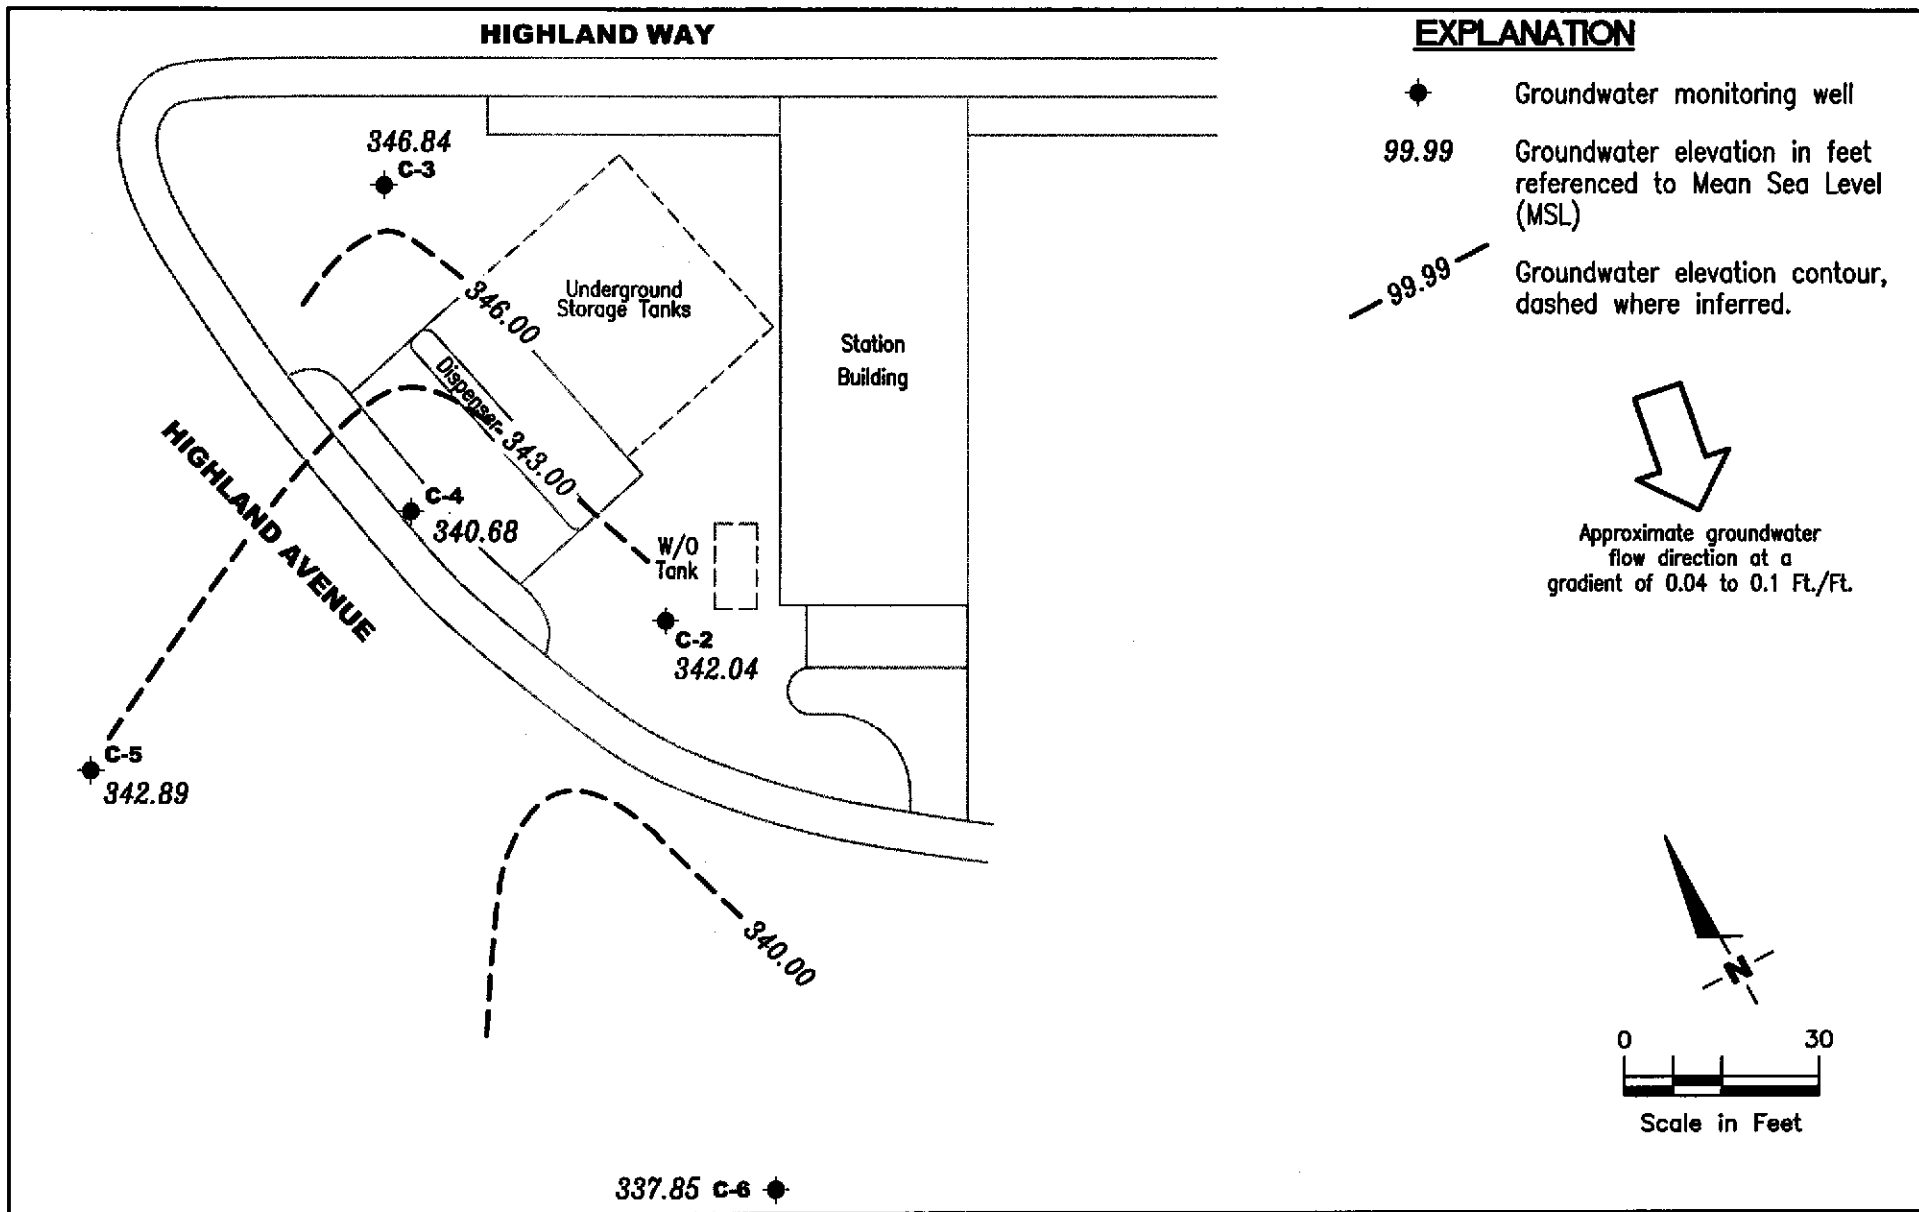 HIGHLAND WAY
EXPLANATION
Groundwater monitoring well
99.99
Groundwater elevation in feet
referenced to Mean Sea Level
(MSL)
99.99
Groundwater elevation contour,
dashed where inferred.
346.84
C-3
346.00
Underground
Storage Tanks
Station
Building
Dispenser
343.00
HIGHLAND AVENUE
C-4
340.68
W/O
Tank
C-2
342.04
C-5
342.89
340.00
337.85 C-6
Approximate groundwater
flow direction at a
gradient of 0.04 to 0.1 Ft./Ft.
N
0 30
Scale in Feet